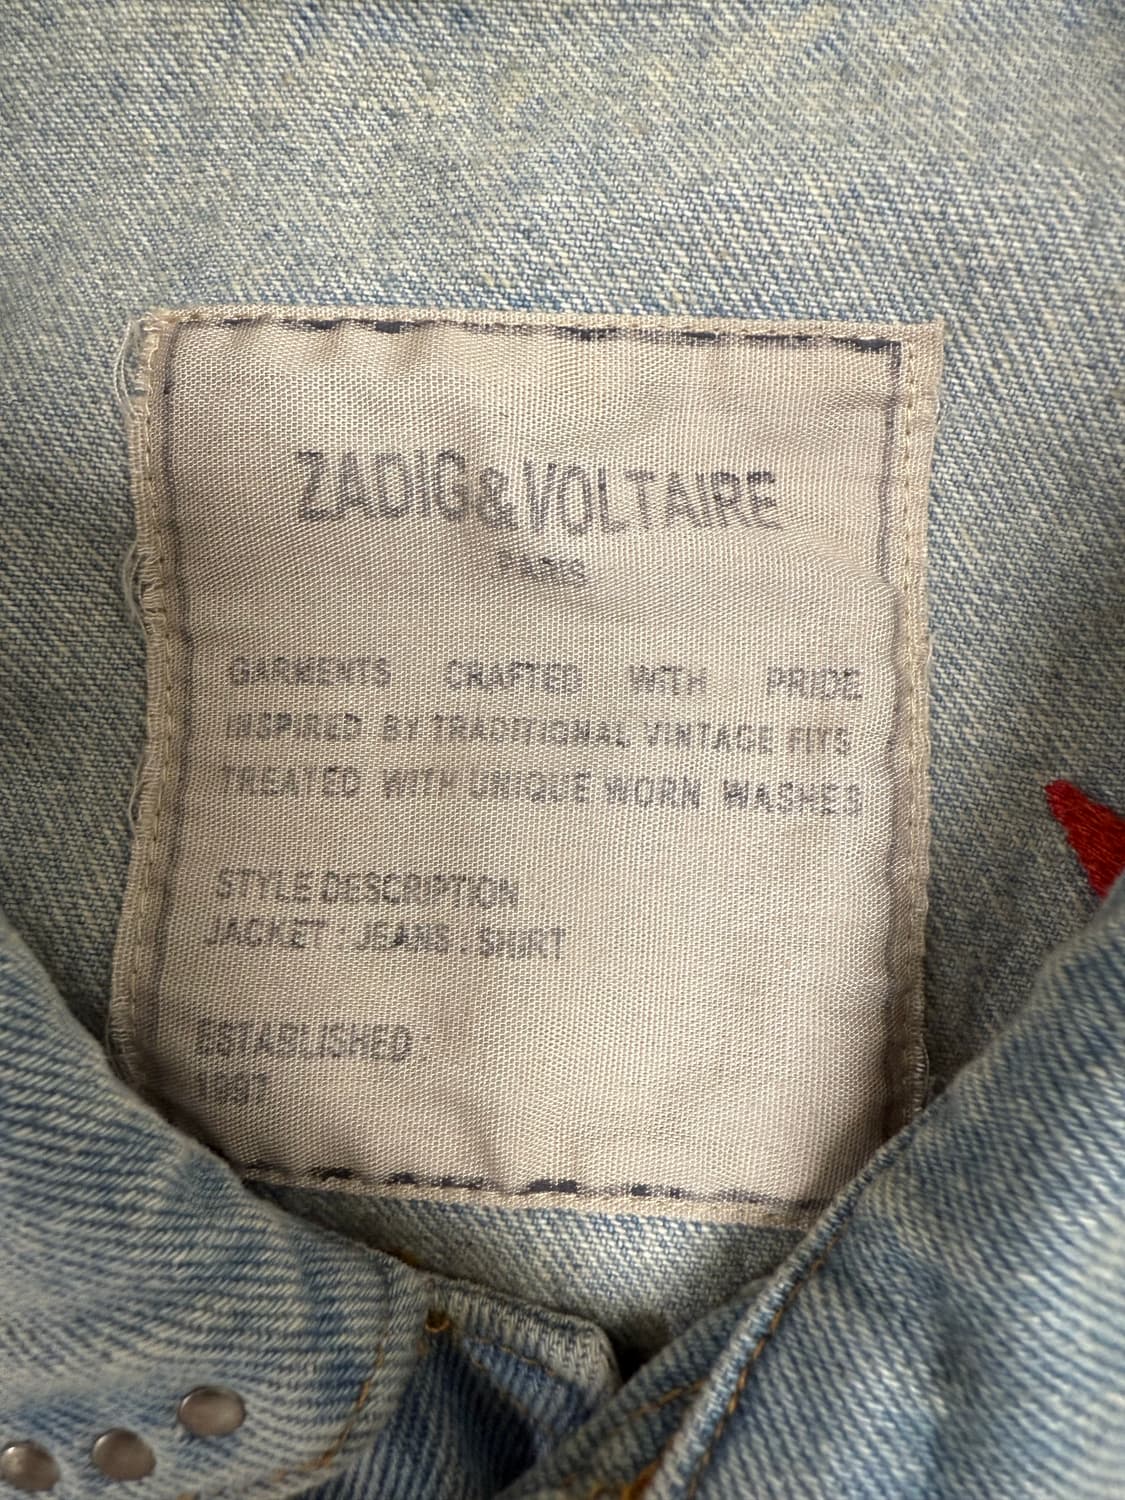 ZADIG&VOLTAIRE
PARIS
GARMENTS CRAFTED WITH PRIDE
INSPIRED BY TRADITIONAL VINTAGE FITS
TREATED WITH UNIQUE WORN WASHES
STYLE DESCRIPTION
JACKET . JEANS . SHIRT
ESTABLISHED
1997